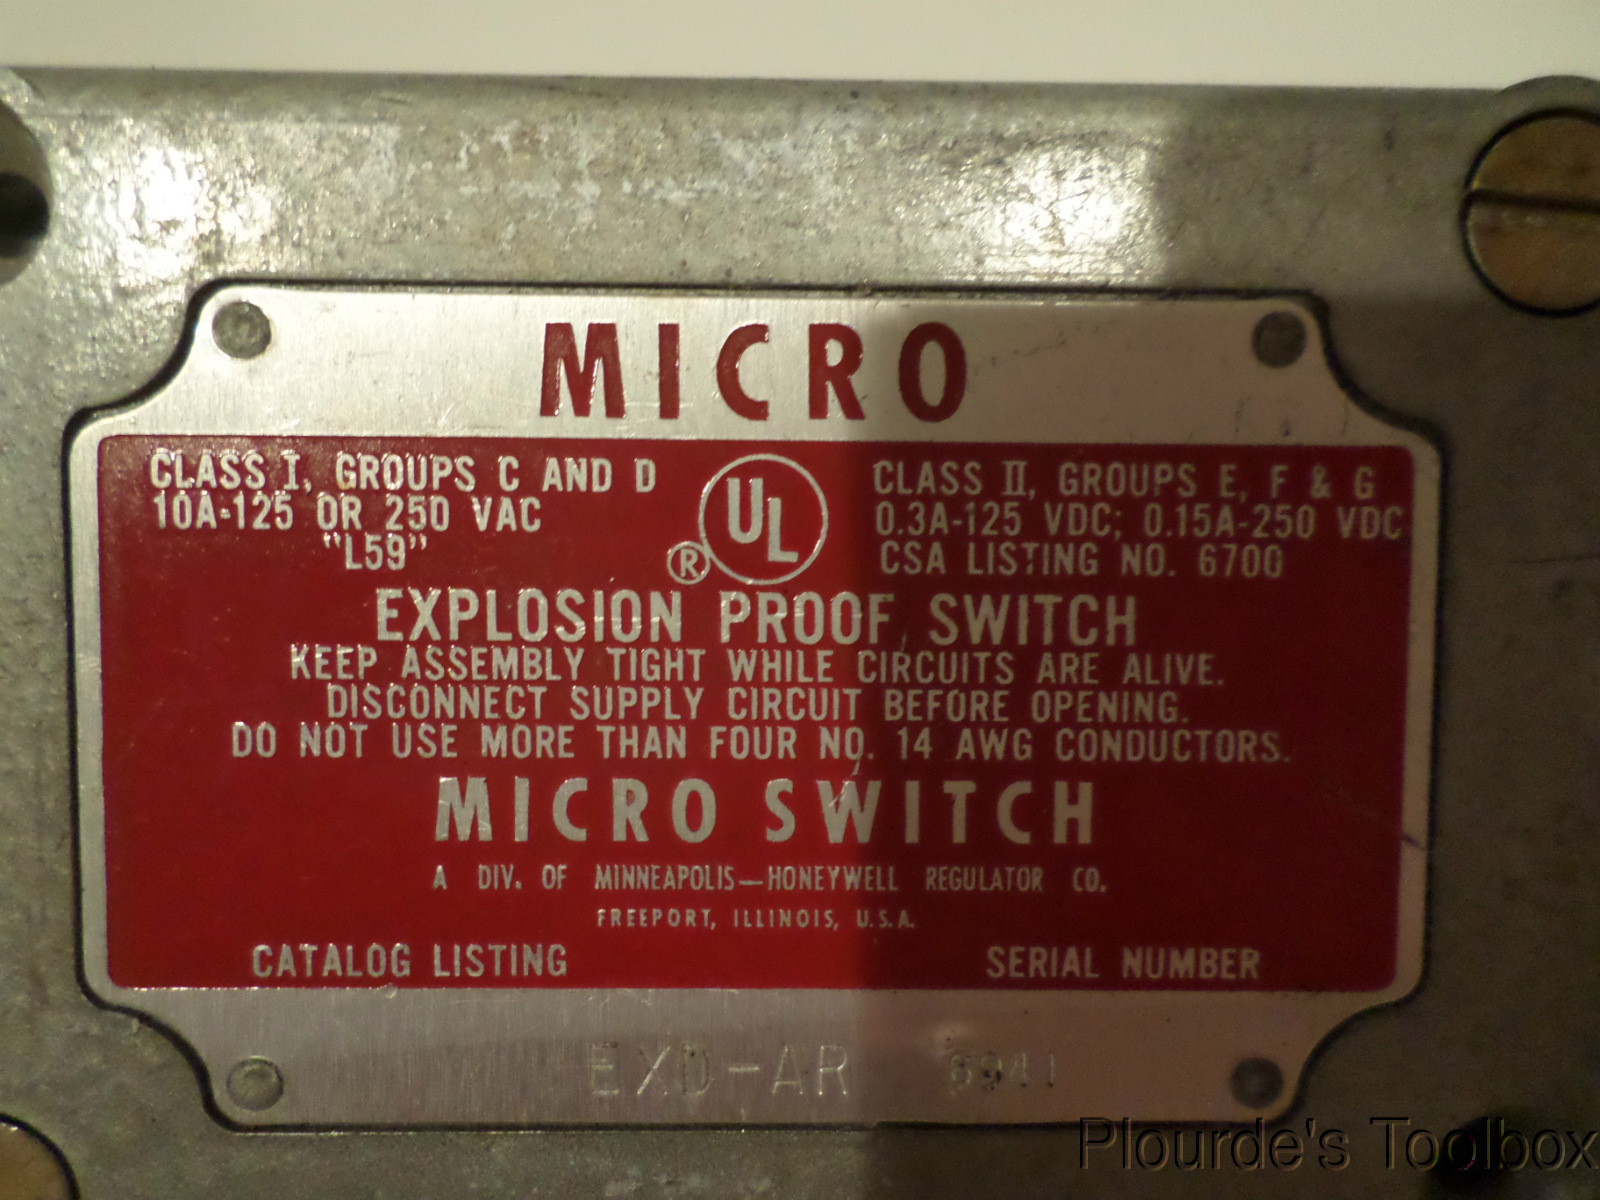 MICRO
CLASS I, GROUPS C AND D
10A-125 OR 250 VAC
"L59"
UL
®
CLASS II, GROUPS E, F & G
0.3A-125 VDC; 0.15A-250 VDC
CSA LISTING NO. 6700
EXPLOSION PROOF SWITCH
KEEP ASSEMBLY TIGHT WHILE CIRCUITS ARE ALIVE.
DISCONNECT SUPPLY CIRCUIT BEFORE OPENING.
DO NOT USE MORE THAN FOUR NO. 14 AWG CONDUCTORS.
MICRO SWITCH
A DIV. OF MINNEAPOLIS—HONEYWELL REGULATOR CO.
FREEPORT, ILLINOIS, U.S.A.
CATALOG LISTING SERIAL NUMBER
EXD-AR
Plourde's Toolbox